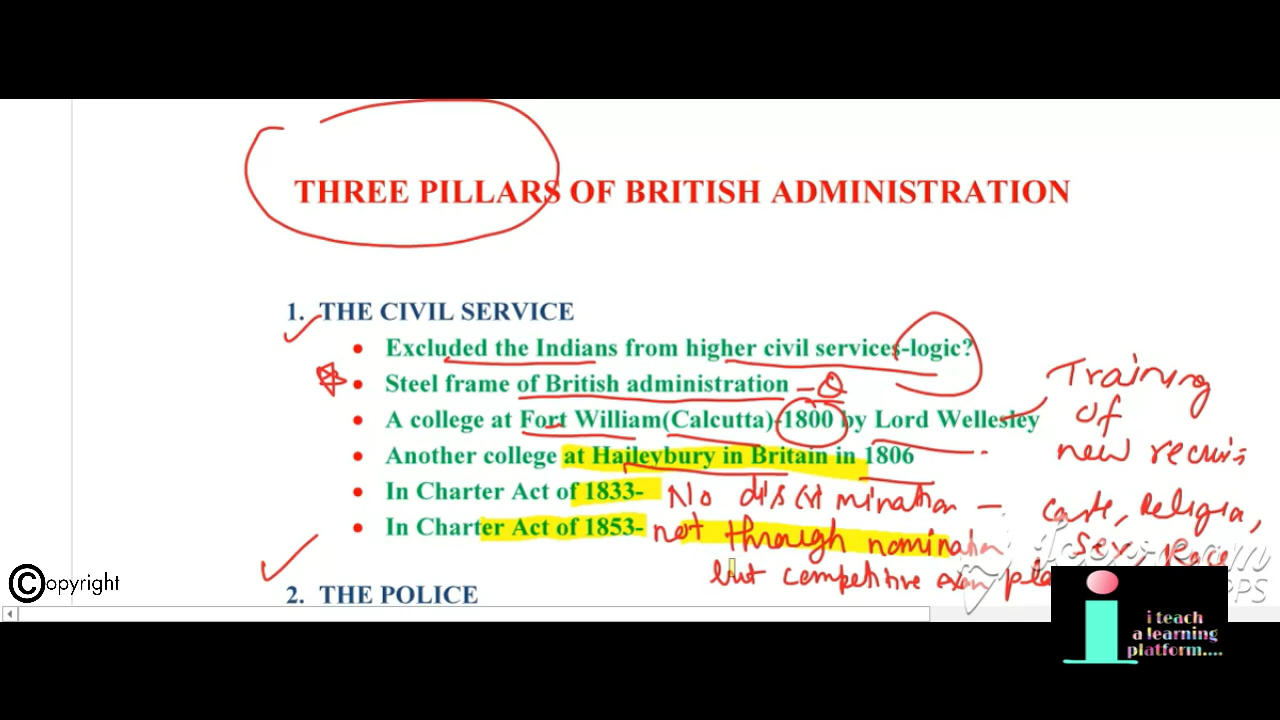 THREE PILLARS OF BRITISH ADMINISTRATION
1. THE CIVIL SERVICE
• Excluded the Indians from higher civil services-logic?
• Steel frame of British administration
• A college at Fort William(Calcutta)-1800 by Lord Wellesley
Training
of
new
• Another college at Haileybury in Britain in 1806
• In Charter Act of 1833- No discrimination - caste, Religion,
Sex, Race
• In Charter Act of 1853- not through nomination
but competitive exam
2. THE POLICE
©opyright
i teach
a learning
platform....